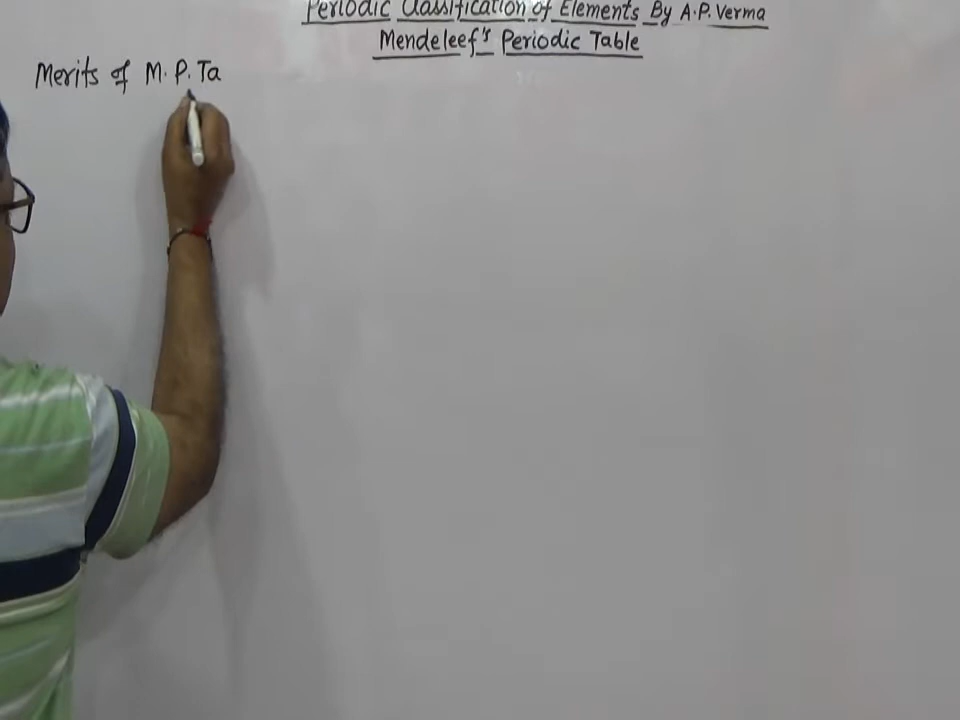 Periodic Classification of Elements By A.P. Verma
Mendeleef's Periodic Table
Merits of M.P. Ta